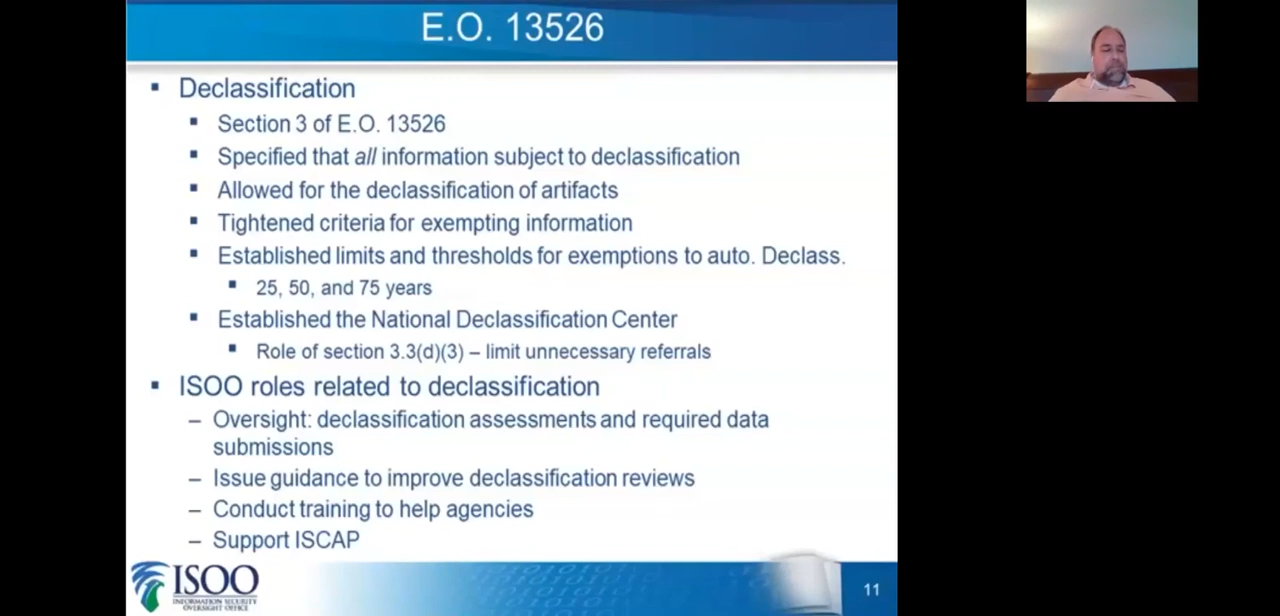 E.O. 13526
▪ Declassification
▪ Section 3 of E.O. 13526
▪ Specified that all information subject to declassification
▪ Allowed for the declassification of artifacts
▪ Tightened criteria for exempting information
▪ Established limits and thresholds for exemptions to auto. Declass.
▪ 25, 50, and 75 years
▪ Established the National Declassification Center
▪ Role of section 3.3(d)(3) – limit unnecessary referrals
▪ ISOO roles related to declassification
– Oversight: declassification assessments and required data
submissions
– Issue guidance to improve declassification reviews
– Conduct training to help agencies
– Support ISCAP
ISOO
INFORMATION SECURITY
OVERSIGHT OFFICE
11